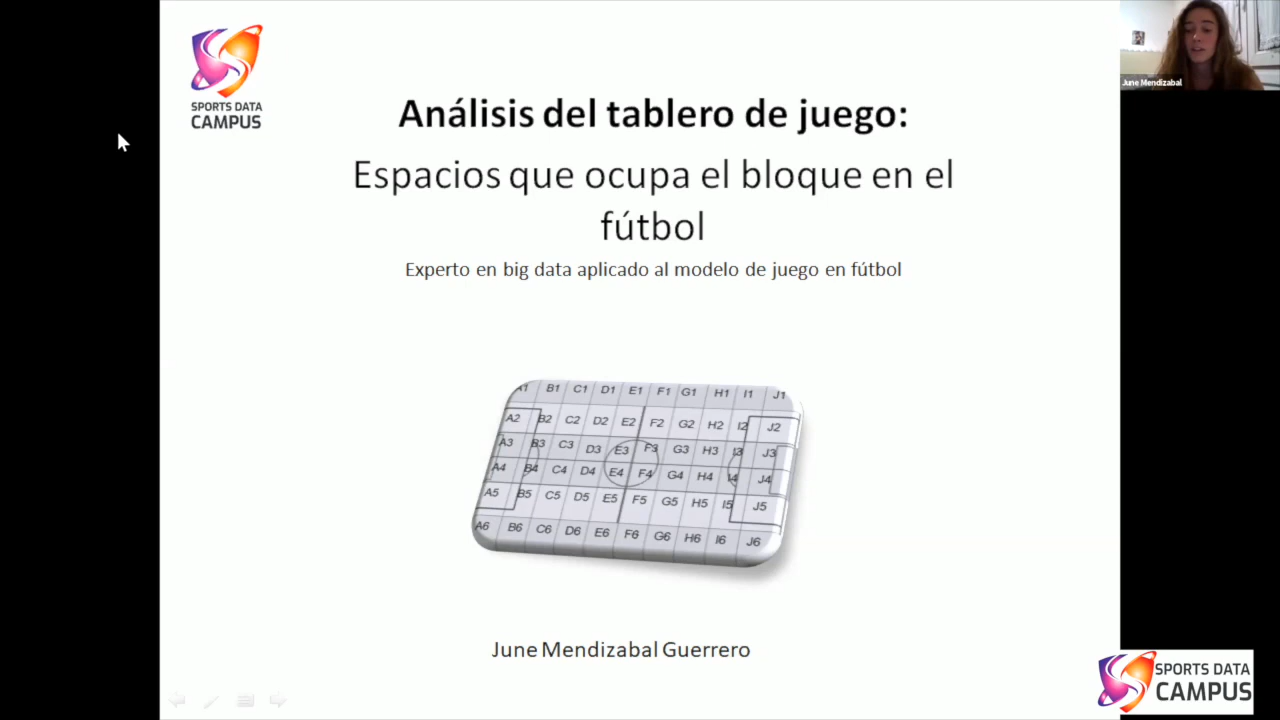 SPORTS DATA
CAMPUS
June Mendizabal
Análisis del tablero de juego:
Espacios que ocupa el bloque en el
fútbol
Experto en big data aplicado al modelo de juego en fútbol
A1 B1 C1 D1 E1 F1 G1 H1 I1 J1
A2 B2 C2 D2 E2 F2 G2 H2 I2 J2
A3 B3 C3 D3 E3 F3 G3 H3 I3 J3
A4 B4 C4 D4 E4 F4 G4 H4 I4 J4
A5 B5 C5 D5 E5 F5 G5 H5 I5 J5
A6 B6 C6 D6 E6 F6 G6 H6 I6 J6
June Mendizabal Guerrero
SPORTS DATA
CAMPUS